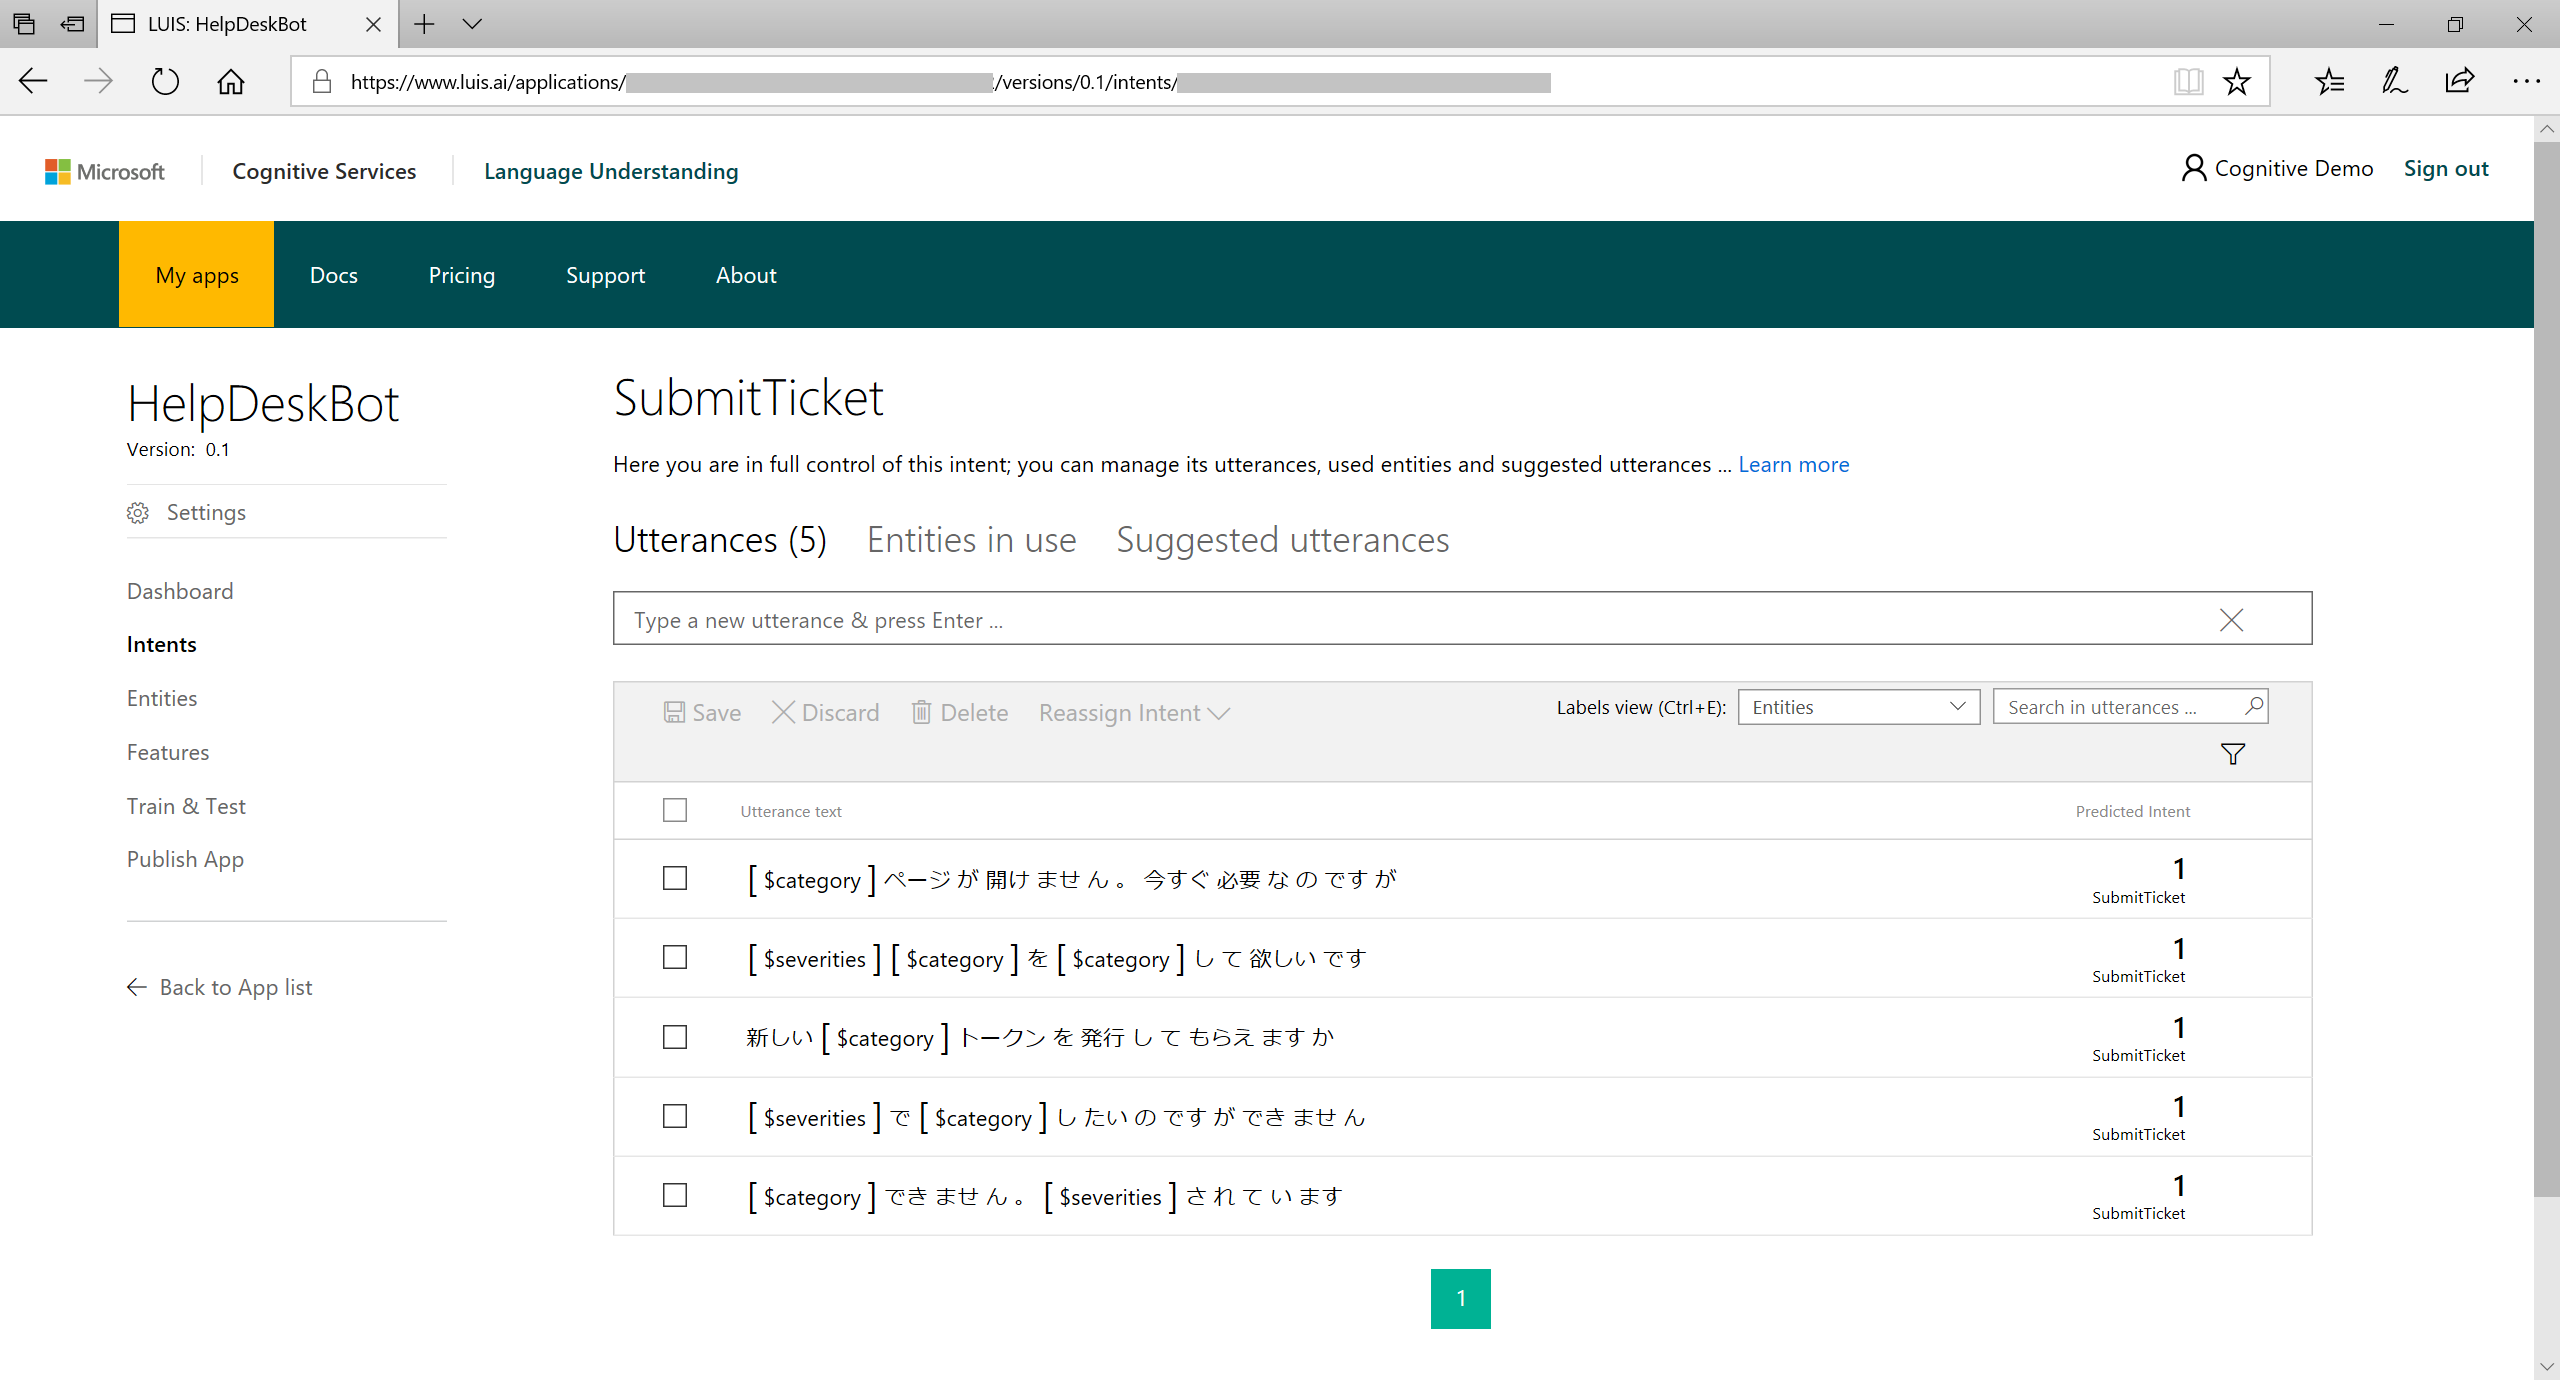 LUIS: HelpDeskBot
https://www.luis.ai/applications/ /versions/0.1/intents/
Microsoft Cognitive Services Language Understanding Cognitive Demo Sign out
My apps Docs Pricing Support About
HelpDeskBot
Version: 0.1
Settings
Dashboard
Intents
Entities
Features
Train & Test
Publish App
Back to App list
SubmitTicket
Here you are in full control of this intent; you can manage its utterances, used entities and suggested utterances ... Learn more
Utterances (5) Entities in use Suggested utterances
Type a new utterance & press Enter ...
Save Discard Delete Reassign Intent Labels view (Ctrl+E): Entities Search in utterances ...
Utterance text Predicted Intent
[ $category ] ページ が 開け ませ ん 。 今すぐ 必要 な の です が 1
SubmitTicket
[ $severities ] [ $category ] を [ $category ] し て 欲しい です 1
SubmitTicket
新しい [ $category ] トークン を 発行 し て もらえ ます か 1
SubmitTicket
[ $severities ] で [ $category ] し たい の です が でき ませ ん 1
SubmitTicket
[ $category ] でき ませ ん 。 [ $severities ] さ れ て い ます 1
SubmitTicket
1